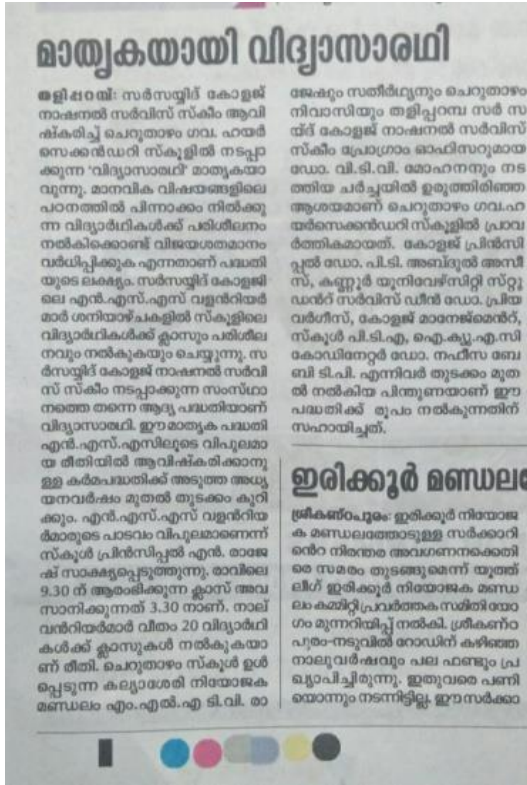 മാതൃകയായി വിദ്യാസാരഥി
തളിപ്പറമ്പ്: സർസയ്യിദ് കോളജ്
നാഷനൽ സർവിസ് സ്കീം ആവി
ഷ്കരിച്ച് ചെറുതാഴം ഗവ. ഹയർ
സെക്കൻഡറി സ്കൂളിൽ നടപ്പാ
ക്കുന്ന 'വിദ്യാസാരഥി' മാതൃകയാ
വുന്നു. മാനവിക വിഷയങ്ങളിലെ
പഠനത്തിൽ പിന്നാക്കം നിൽക്കു
ന്ന വിദ്യാർഥികൾക്ക് പരിശീലനം
നൽകിക്കൊണ്ട് വിജയശതമാനം
വർധിപ്പിക്കുക എന്നതാണ് പദ്ധതി
യുടെ ലക്ഷ്യം. സർസയ്യിദ് കോളജി
ലെ എൻ.എസ്.എസ് വളൻറിയർ
മാർ ശനിയാഴ്ചകളിൽ സ്കൂളിലെ
വിദ്യാർഥികൾക്ക് ക്ലാസും പരിശീല
നവും നൽകുകയും ചെയ്യുന്നു. സ
ർസയ്യിദ് കോളജ് നാഷനൽ സർവി
സ് സ്കീം നടപ്പാക്കുന്ന സംസ്ഥാ
നത്തെ തന്നെ ആദ്യ പദ്ധതിയാണ്
വിദ്യാസാരഥി. ഈ മാതൃക പദ്ധതി
എൻ.എസ്.എസിലൂടെ വിപുലമാ
യ രീതിയിൽ ആവിഷ്കരിക്കാനു
ള്ള കർമപദ്ധതിക്ക് അടുത്ത അധ്യ
യനവർഷം മുതൽ തുടക്കം കുറി
ക്കും. എൻ.എസ്.എസ് വളൻറിയ
ർമാരുടെ പാടവം വിപുലമാണെന്ന്
സ്കൂൾ പ്രിൻസിപ്പൽ എൻ. രാജേ
ഷ് സാക്ഷ്യപ്പെടുത്തുന്നു. രാവിലെ
9.30 ന് ആരംഭിക്കുന്ന ക്ലാസ് അവ
സാനിക്കുന്നത് 3.30 നാണ്. നാല്
വൻറിയർമാർ വീതം 20 വിദ്യാർഥി
കൾക്ക് ക്ലാസുകൾ നൽകുകയാ
ണ് രീതി. ചെറുതാഴം സ്കൂൾ ഉൾ
പ്പെടുന്ന കല്യാശേരി നിയോജക
മണ്ഡലം എം.എൽ.എ ടി.വി. രാ
ജേഷും സതീർഥ്യനും ചെറുതാഴം
നിവാസിയും തളിപ്പറമ്പ സർ സ
യ്ദ് കോളജ് നാഷനൽ സർവിസ്
സ്കീം പ്രോഗ്രാം ഓഫിസറുമായ
ഡോ. വി.ടി.വി. മോഹനനും നട
ത്തിയ ചർച്ചയിൽ ഉരുത്തിരിഞ്ഞ
ആശയമാണ് ചെറുതാഴം ഗവ.ഹ
യർസെക്കൻഡറി സ്കൂളിൽ പ്രാവ
ർത്തികമായത്. കോളജ് പ്രിൻസി
പ്പൽ ഡോ. പി.ടി. അബ്ദുൽ അസീ
സ്, കണ്ണൂർ യൂനിവേഴ്സിറ്റി സ്റ്റു
ഡൻറ് സർവിസ് ഡീൻ ഡോ. പ്രിയ
വർഗീസ്, കോളജ് മാനേജ്മെൻറ്,
സ്കൂൾ പി.ടി.എ, ഐ.ക്യു.എ.സി
കോഡിനേറ്റർ ഡോ. നഫീസ ബേ
ബി ടി.പി. എന്നിവർ തുടക്കം മുത
ൽ നൽകിയ പിന്തുണയാണ് ഈ
പദ്ധതിക്ക് രൂപം നൽകുന്നതിന്
സഹായിച്ചത്.
ഇരിക്കൂർ മണ്ഡല
ശ്രീകണ്ഠപുരം: ഇരിക്കൂർ നിയോജ
ക മണ്ഡലത്തോടുള്ള സർക്കാറി
ൻെറ നിരന്തര അവഗണനക്കെതി
രെ സമരം തുടങ്ങുമെന്ന് യൂത്ത്
ലീഗ് ഇരിക്കൂർ നിയോജക മണ്ഡ
ലം കമ്മിറ്റി പ്രവർത്തക സമിതി യോ
ഗം മുന്നറിയിപ്പ് നൽകി. ശ്രീകണ്ഠ
പുരം-നടുവിൽ റോഡിന് കഴിഞ്ഞ
നാലു വർഷവും പല ഫണ്ടും പ്ര
ഖ്യാപിച്ചിരുന്നു. ഇതുവരെ പണി
യൊന്നും നടന്നിട്ടില്ല. ഈ സർക്കാ